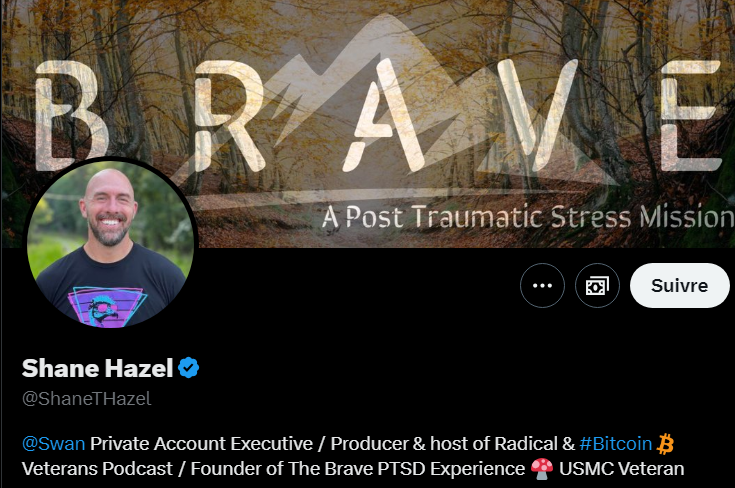 BRAVE
A Post Traumatic Stress Mission
Suivre
Shane Hazel
@ShaneTHazel
@Swan Private Account Executive / Producer & host of Radical & #Bitcoin
Veterans Podcast / Founder of The Brave PTSD Experience 🍄 USMC Veteran